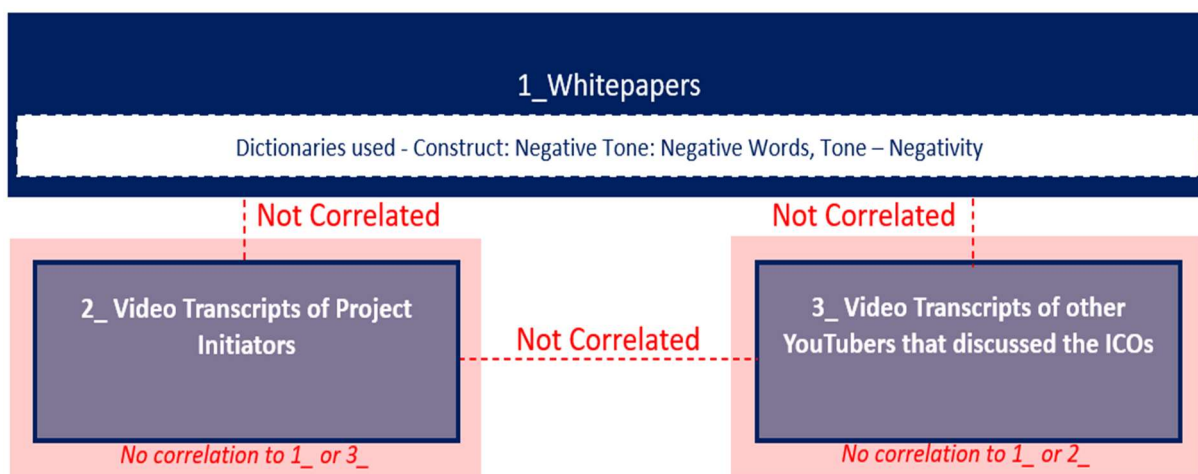 1_Whitepapers
Dictionaries used - Construct: Negative Tone: Negative Words, Tone – Negativity
Not Correlated
Not Correlated
2_ Video Transcripts of Project
Initiators
Not Correlated
3_ Video Transcripts of other
YouTubers that discussed the ICOs
No correlation to 1_ or 3_
No correlation to 1_ or 2_